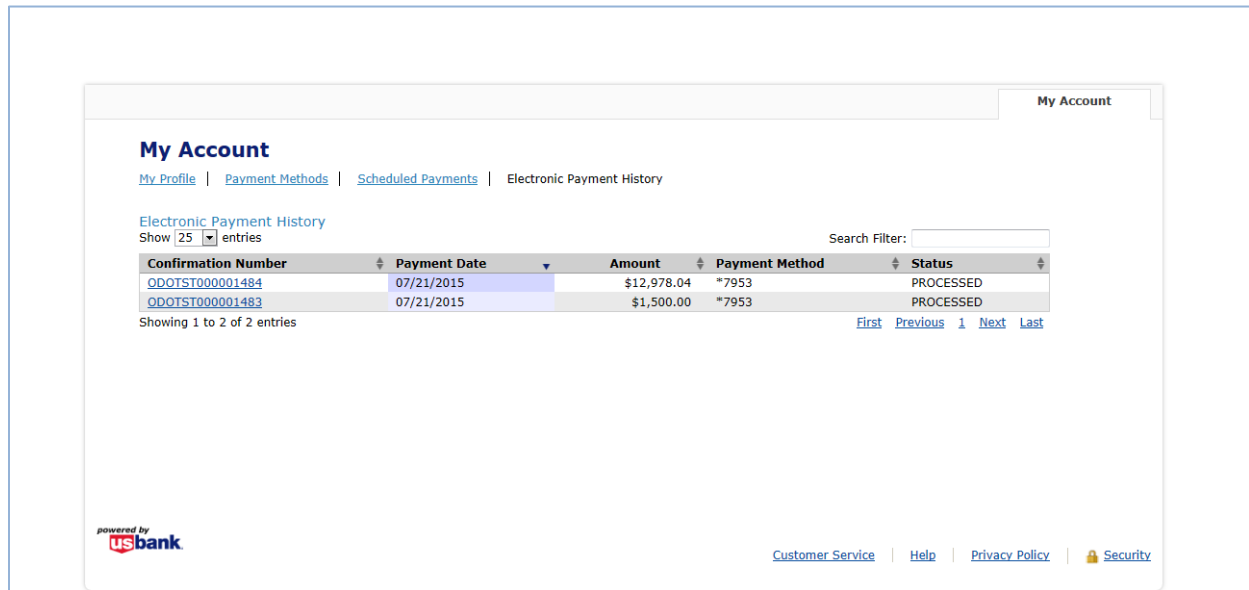 My Account
My Account
My Profile | Payment Methods | Scheduled Payments | Electronic Payment History
Electronic Payment History
Show 25 entries Search Filter:
Confirmation Number Payment Date Amount Payment Method Status
ODOTST000001484 07/21/2015 $12,978.04 *7953 PROCESSED
ODOTST000001483 07/21/2015 $1,500.00 *7953 PROCESSED
Showing 1 to 2 of 2 entries First Previous 1 Next Last
powered by
usbank.
Customer Service | Help | Privacy Policy | Security